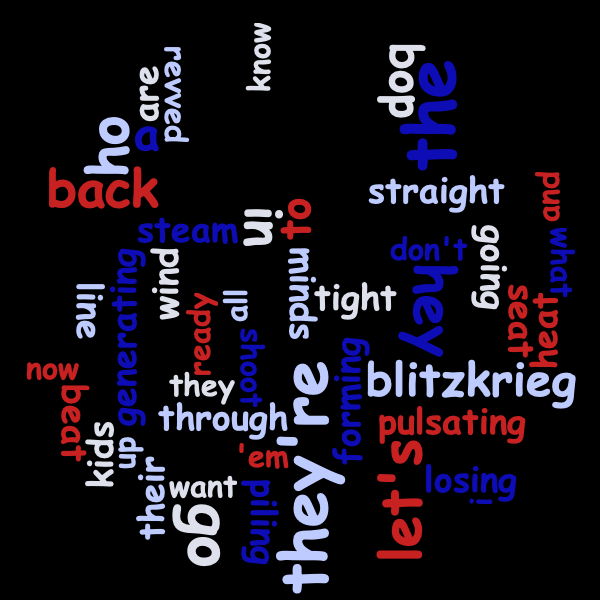 know
are
revved
a
ho
back
bop
the
straight
and
what
steam
in
to
don't
hey
going
seat
heat
line
generating
wind
ready
all
shoot
minds
tight
now
beat
kids
up
they
through
they're
forming
blitzkrieg
pulsating
'em
their
want
go
piling
let's
losing
i